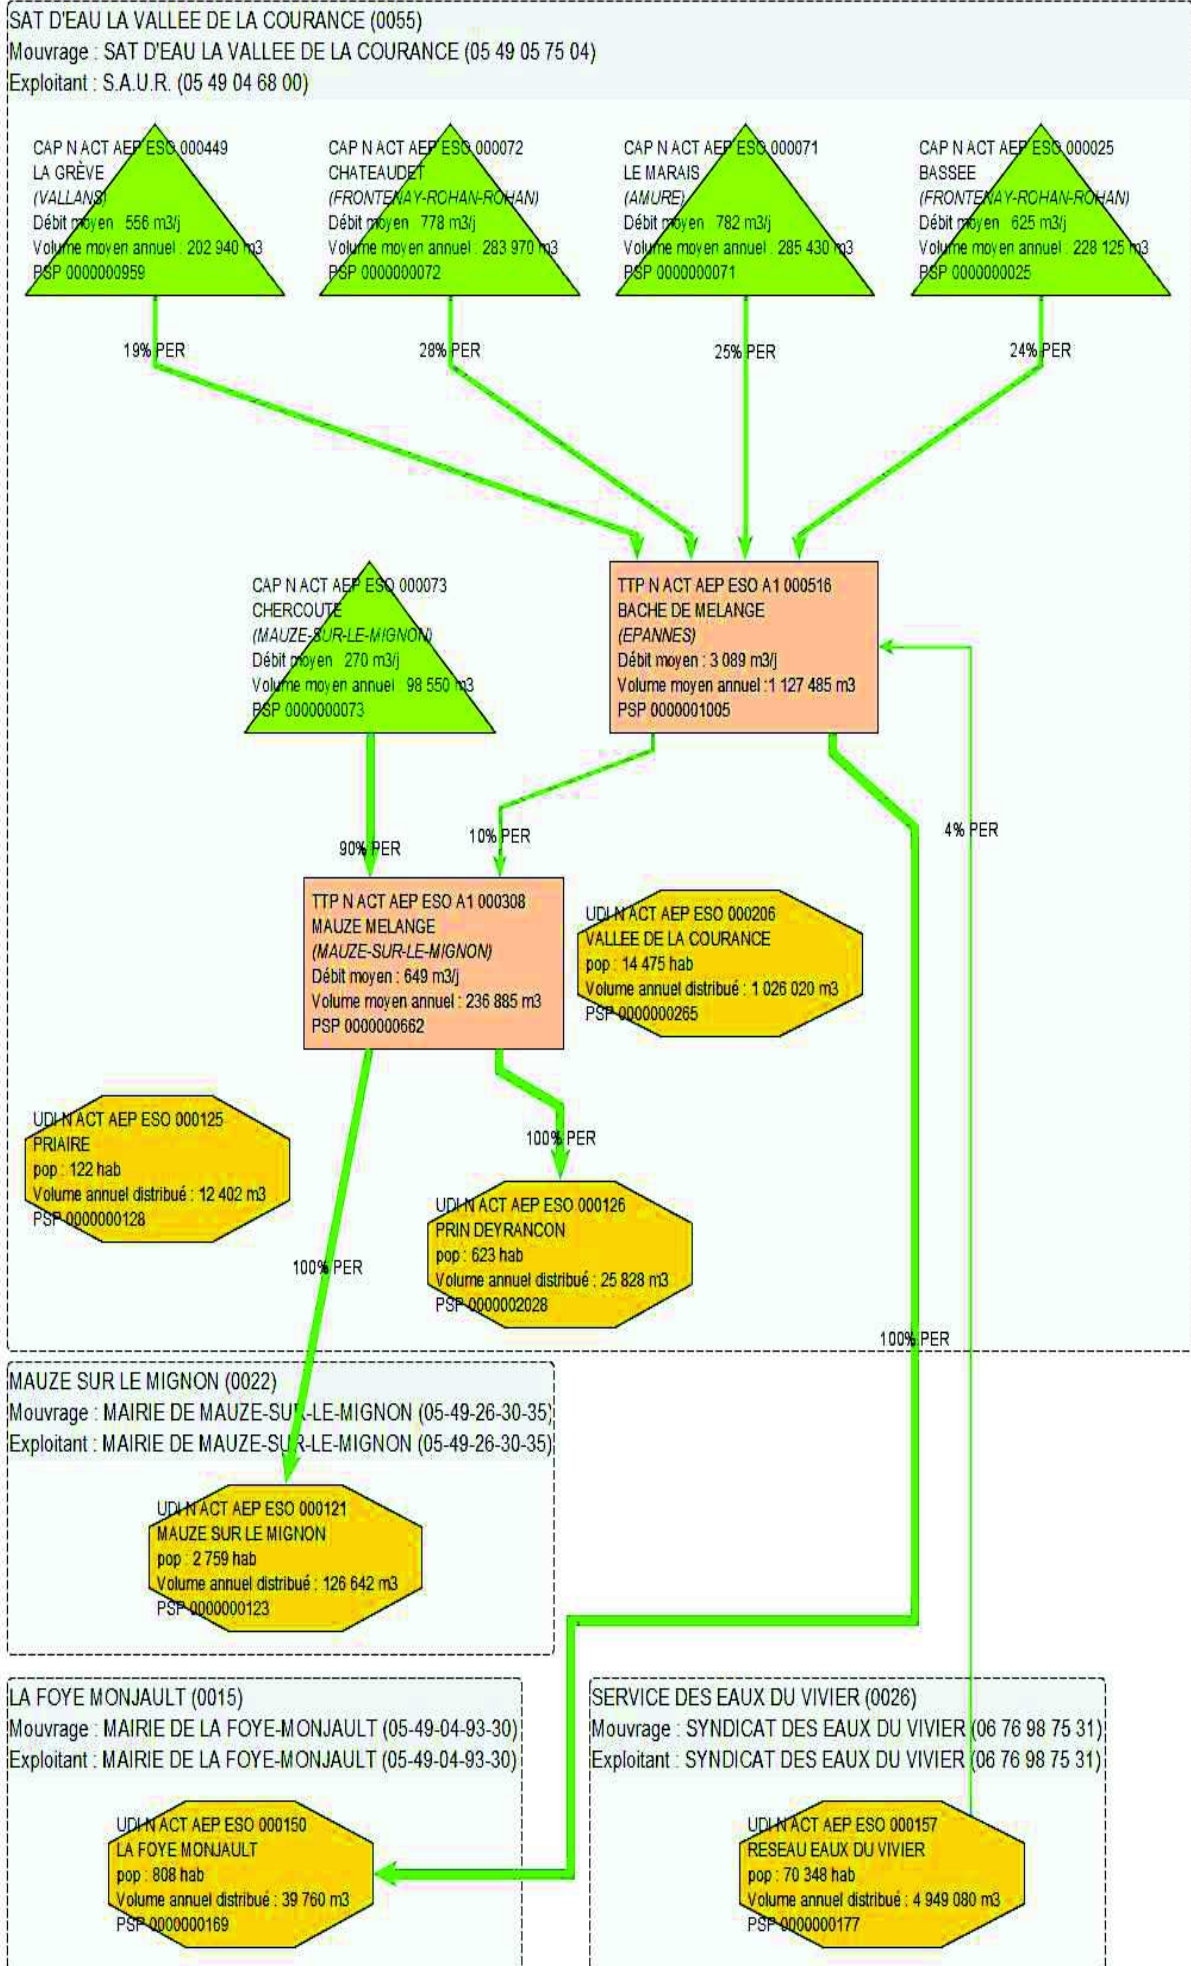 SAT D'EAU LA VALLEE DE LA COURANCE (0055)
Mouvrage : SAT D'EAU LA VALLEE DE LA COURANCE (05 49 05 75 04)
Exploitant : S.A.U.R. (05 49 04 68 00)
CAP N ACT AEP ESO 000449
LA GRÈVE
(VALLANS)
Débit moyen 556 m3/j
Volume moyen annuel : 202 940 m3
PSP 0000000959
CAP N ACT AEP ESO 000072
CHATEAUDET
(FRONTENAY-ROHAN-ROHAN)
Débit moyen 778 m3/j
Volume moyen annuel : 283 970 m3
PSP 0000000072
CAP N ACT AEP ESO 000071
LE MARAIS
(AMURE)
Débit moyen 782 m3/j
Volume moyen annuel : 285 430 m3
PSP 0000000071
CAP N ACT AEP ESO 000025
BASSEE
(FRONTENAY-ROHAN-ROHAN)
Débit moyen 625 m3/j
Volume moyen annuel : 228 125 m3
PSP 0000000025
19% PER
28% PER
25% PER
24% PER
CAP N ACT AEP ESO 000073
CHERCOUTE
(MAUZE-SUR-LE-MIGNON)
Débit moyen 270 m3/j
Volume moyen annuel : 98 550 m3
PSP 0000000073
TTP N ACT AEP ESO A1 000516
BACHE DE MELANGE
(EPANNES)
Débit moyen : 3 089 m3/j
Volume moyen annuel :1 127 485 m3
PSP 0000001005
90% PER
10% PER
4% PER
TTP N ACT AEP ESO A1 000308
MAUZE MELANGE
(MAUZE-SUR-LE-MIGNON)
Débit moyen : 649 m3/j
Volume moyen annuel : 236 885 m3
PSP 0000000662
UDI N ACT AEP ESO 000206
VALLEE DE LA COURANCE
pop : 14 475 hab
Volume annuel distribué : 1 026 020 m3
PSP 0000000265
UDI N ACT AEP ESO 000125
PRIAIRE
pop : 122 hab
Volume annuel distribué : 12 402 m3
PSP 0000000128
100% PER
UDI N ACT AEP ESO 000126
PRIN DEYRANCON
pop : 623 hab
Volume annuel distribué : 25 828 m3
PSP 0000002028
100% PER
100% PER
MAUZE SUR LE MIGNON (0022)
Mouvrage : MAIRIE DE MAUZE-SUR-LE-MIGNON (05-49-26-30-35)
Exploitant : MAIRIE DE MAUZE-SUR-LE-MIGNON (05-49-26-30-35)
UDI N ACT AEP ESO 000121
MAUZE SUR LE MIGNON
pop : 2 759 hab
Volume annuel distribué : 126 642 m3
PSP 0000000123
LA FOYE MONJAULT (0015)
Mouvrage : MAIRIE DE LA FOYE-MONJAULT (05-49-04-93-30)
Exploitant : MAIRIE DE LA FOYE-MONJAULT (05-49-04-93-30)
UDI N ACT AEP ESO 000150
LA FOYE MONJAULT
pop : 808 hab
Volume annuel distribué : 39 760 m3
PSP 0000000169
SERVICE DES EAUX DU VIVIER (0026)
Mouvrage : SYNDICAT DES EAUX DU VIVIER (06 76 98 75 31)
Exploitant : SYNDICAT DES EAUX DU VIVIER (06 76 98 75 31)
UDI N ACT AEP ESO 000157
RESEAU EAUX DU VIVIER
pop : 70 348 hab
Volume annuel distribué : 4 949 080 m3
PSP 0000000177